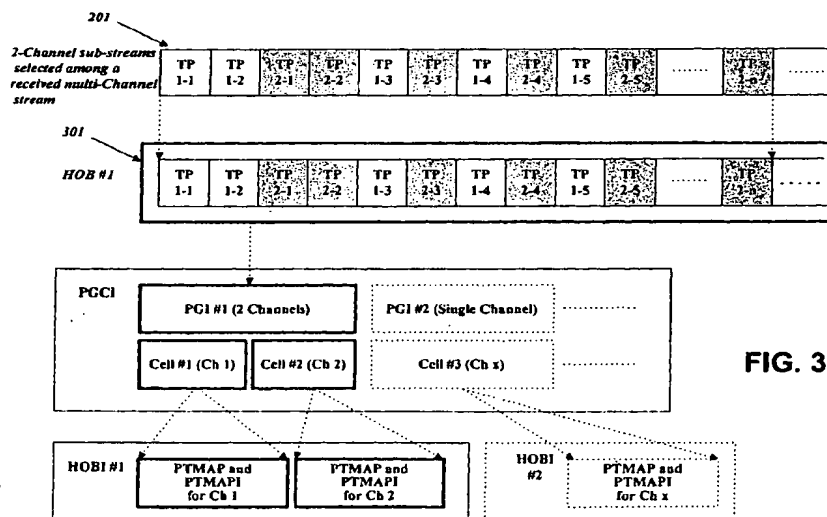 201
2-Channel sub-streams
selected among a
received multi-Channel
stream
TP 1-1 TP 1-2 TP 2-1 TP 2-2 TP 1-3 TP 2-3 TP 1-4 TP 2-4 TP 1-5 TP 2-5 ........ TP ........
301
HOB #1
TP 1-1 TP 1-2 TP 2-1 TP 2-2 TP 1-3 TP 2-3 TP 1-4 TP 2-4 TP 1-5 TP 2-5 ........ TP ........
PGCI
PGI #1 (2 Channels)
PGI #2 (Single Channel)
Cell #1 (Ch 1)
Cell #2 (Ch 2)
Cell #3 (Ch x)
FIG. 3
HOBI #1
PTMAP and
PTMAPI
for Ch 1
PTMAP and
PTMAPI
for Ch 2
HOBI
#2
PTMAP and
PTMAPI
for Ch x